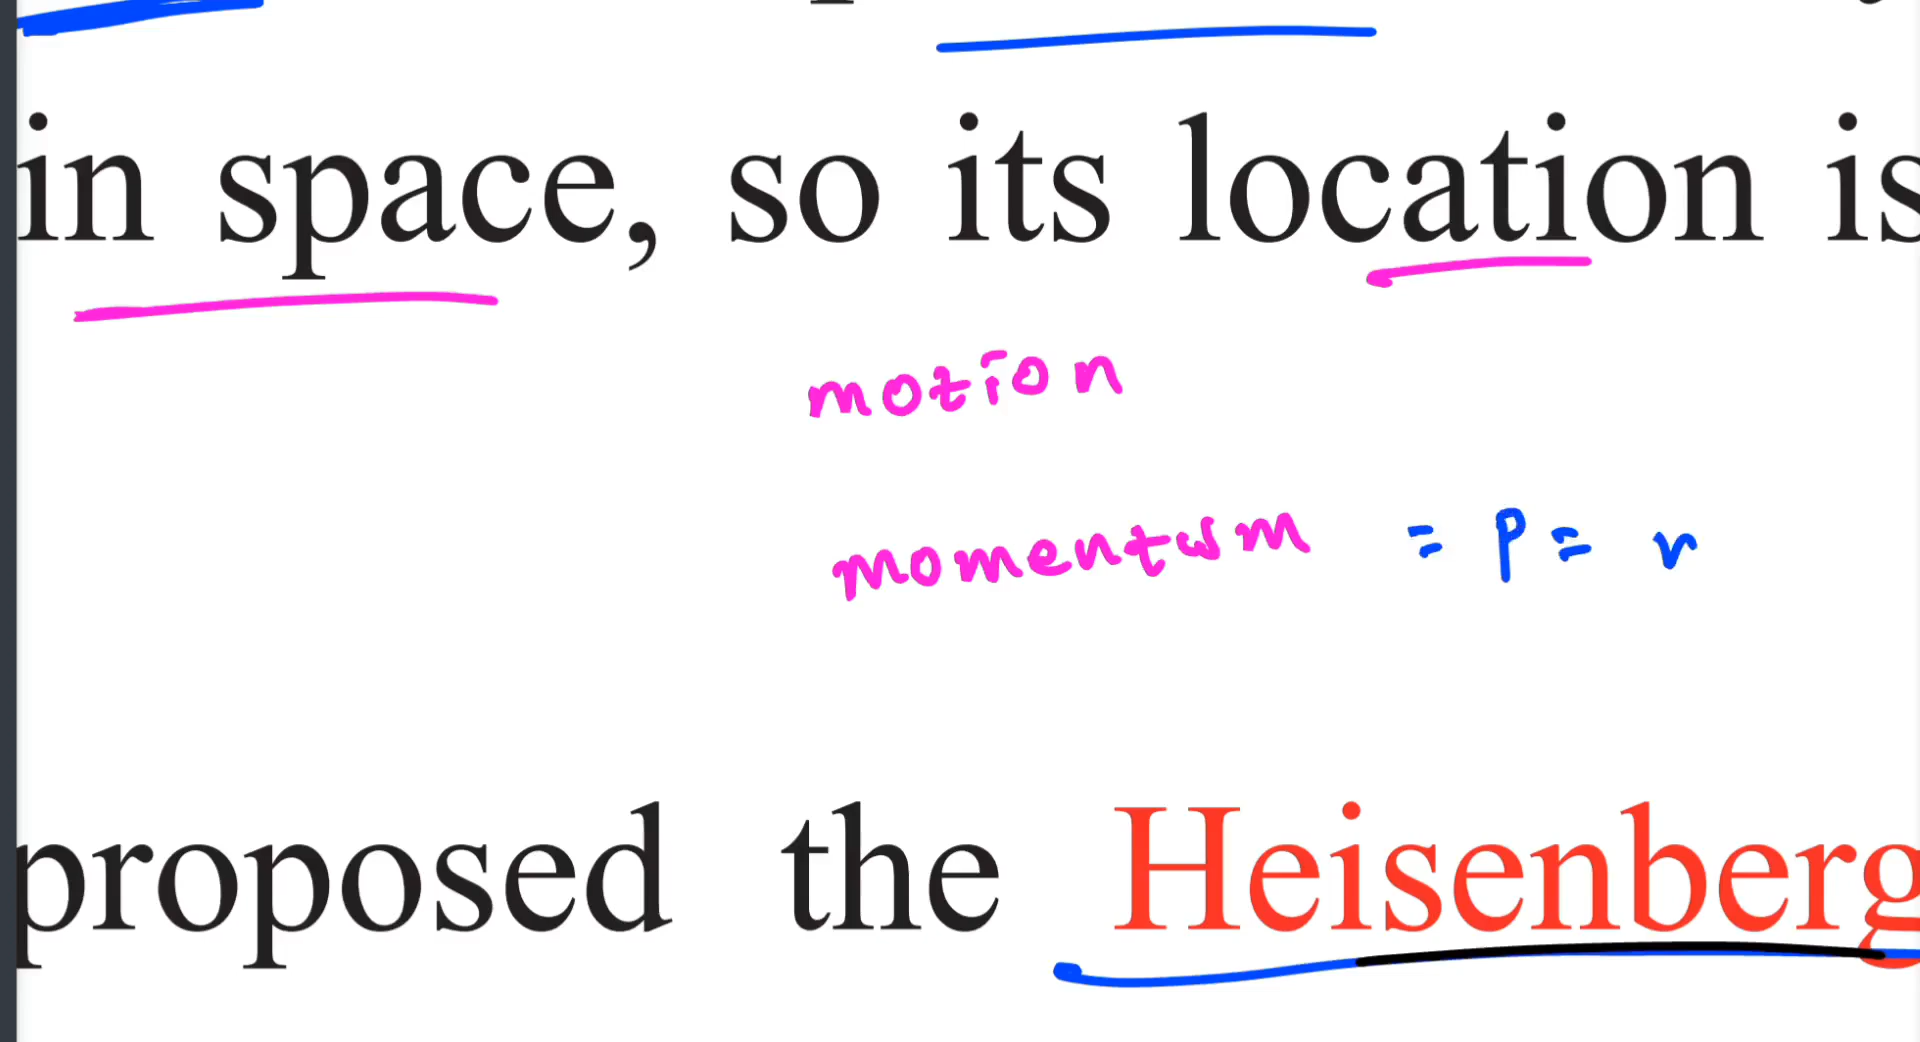 in space, so its location is
motion
momentum = p = r
proposed the Heisenberg